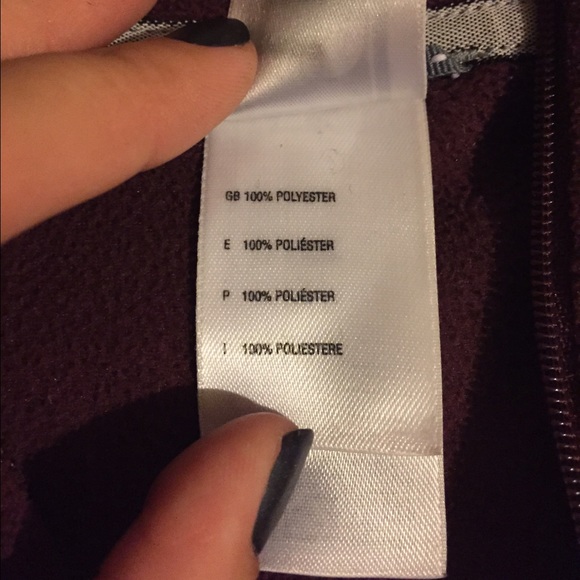 GB 100% POLYESTER
E 100% POLIÉSTER
P 100% POLIÉSTER
I 100% POLIESTERE